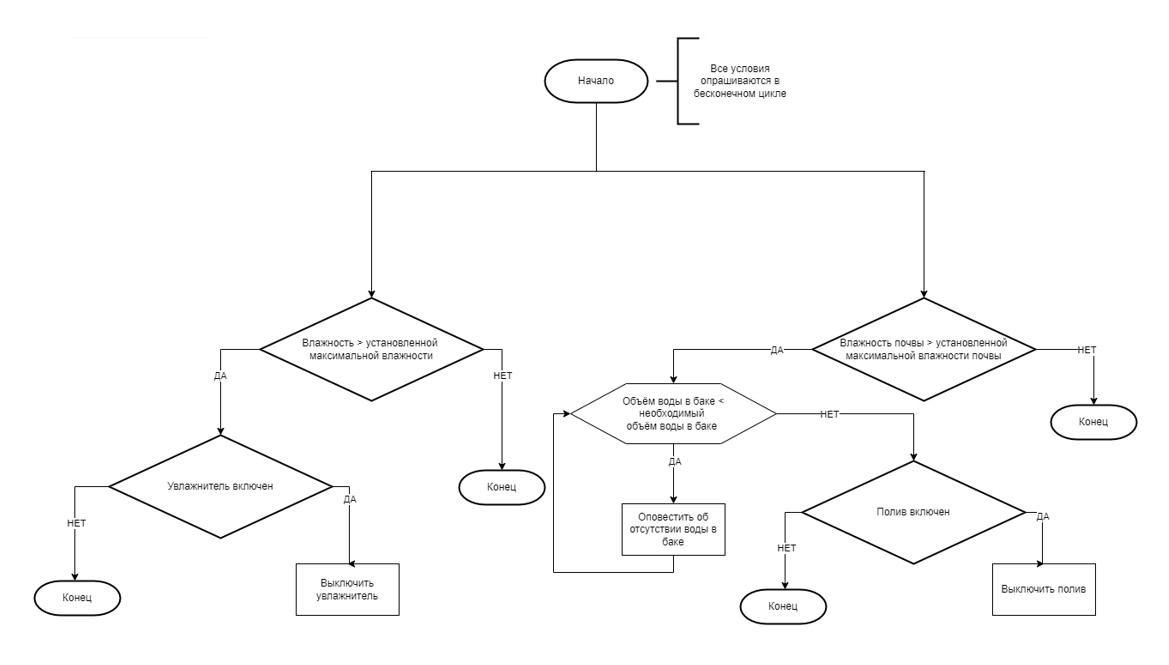 Начало
Все условия
опрашиваются в
бесконечном цикле
Влажность > установленной
максимальной влажности
ДА
НЕТ
Увлажнитель включен
НЕТ
ДА
Конец
Выключить
увлажнитель
Конец
Влажность почвы > установленной
максимальной влажности почвы
ДА
НЕТ
Конец
Объём воды в баке <
необходимый
объём воды в баке
НЕТ
ДА
Оповестить об
отсутствии воды в
баке
Полив включен
НЕТ
ДА
Конец
Выключить полив